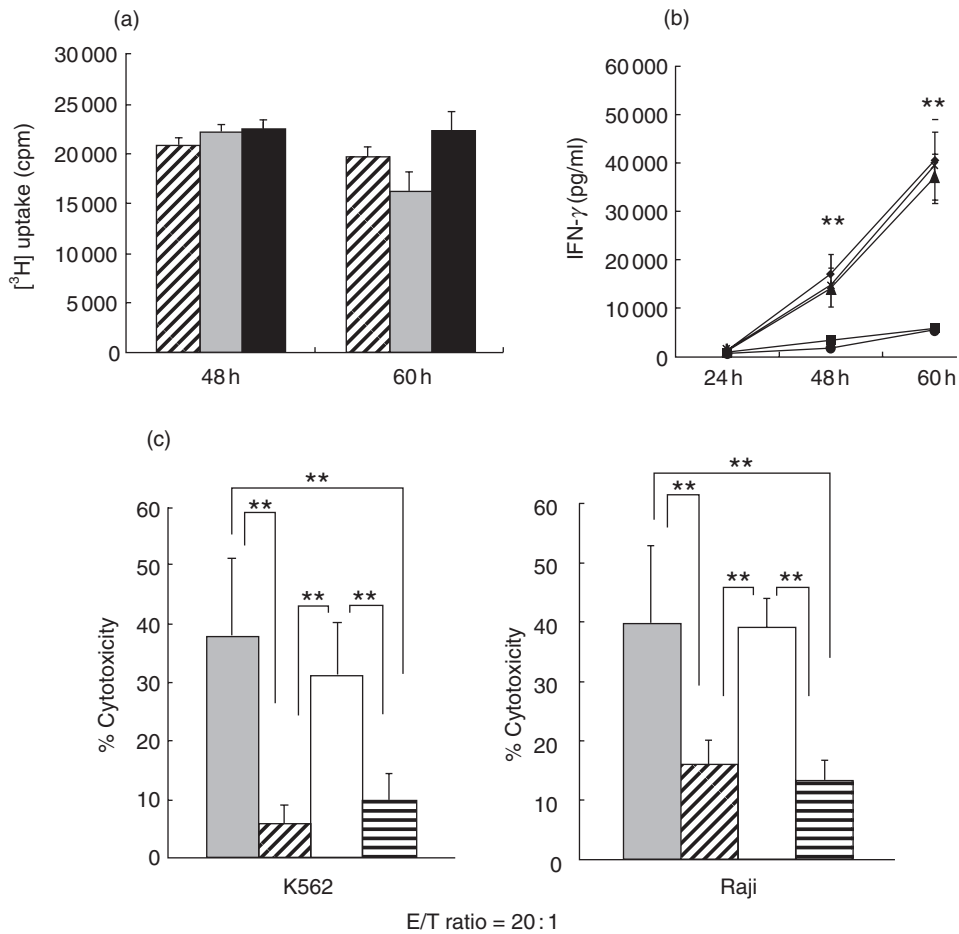 (a)
30 000
25 000
20 000
15 000
10 000
5 000
0
[³H] uptake (cpm)
48 h
60 h
(b)
60 000
50 000
40 000
30 000
20 000
10 000
0
IFN-γ (pg/ml)
**
**
24 h
48 h
60 h
(c)
60
50
40
30
20
10
0
% Cytotoxicity
**
**
**
**
K562
60
50
40
30
20
10
0
% Cytotoxicity
**
**
**
**
Raji
E/T ratio = 20 : 1